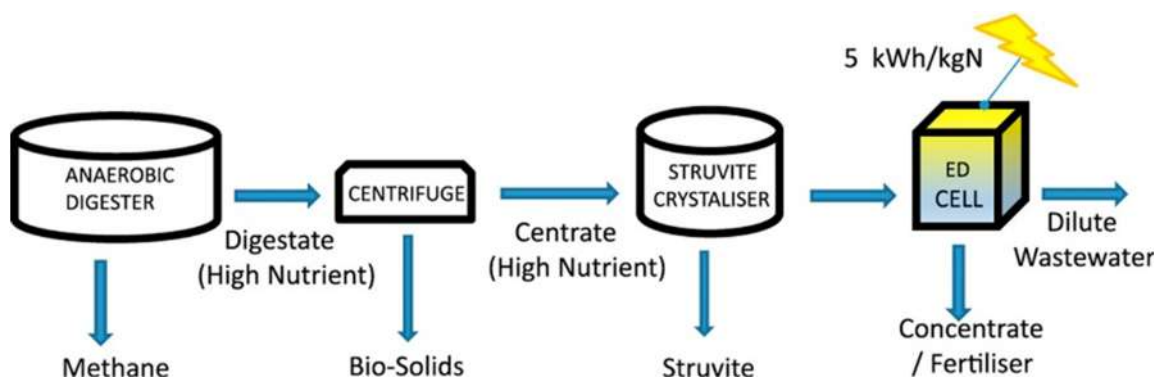 5 kWh/kgN
ANAEROBIC
DIGESTER
CENTRIFUGE
STRUVITE
CRYSTALISER
ED
CELL
Digestate
(High Nutrient)
Centrate
(High Nutrient)
Dilute
Wastewater
Methane
Bio-Solids
Struvite
Concentrate
/ Fertiliser